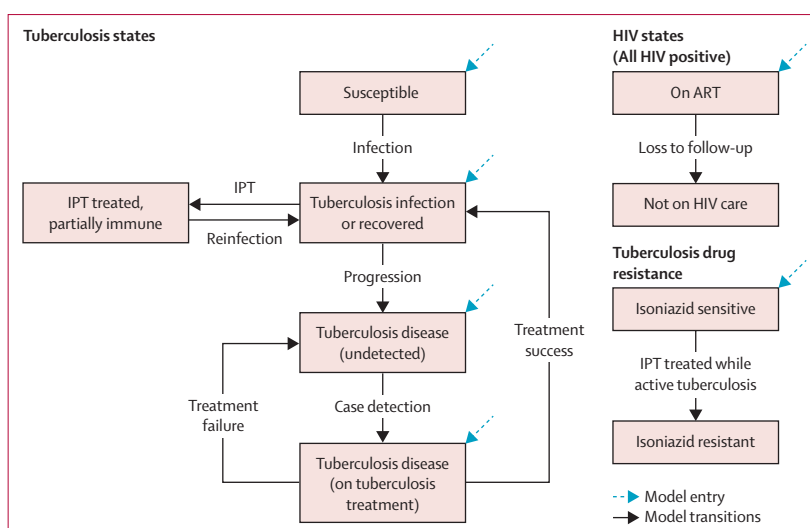 Tuberculosis states
Susceptible
Infection
IPT treated,
partially immune
IPT
Reinfection
Tuberculosis infection
or recovered
Progression
Tuberculosis disease
(undetected)
Treatment
success
Treatment
failure
Case detection
Tuberculosis disease
(on tuberculosis
treatment)
HIV states
(All HIV positive)
On ART
Loss to follow-up
Not on HIV care
Tuberculosis drug
resistance
Isoniazid sensitive
IPT treated while
active tuberculosis
Isoniazid resistant
Model entry
Model transitions